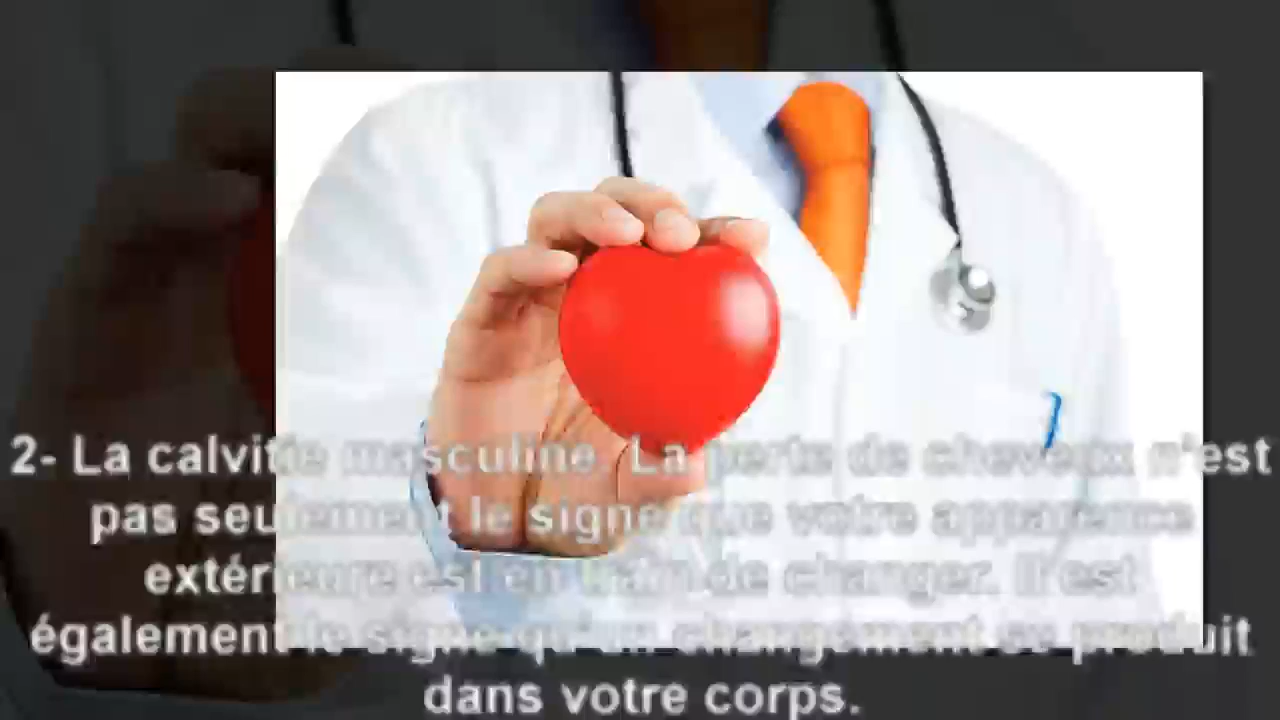 2- La calvitie masculine. La perte de cheveux n'est
pas seulement le signe que votre apparence
extérieure est en train de changer. Il est
également le signe qu'un changement se produit
dans votre corps.